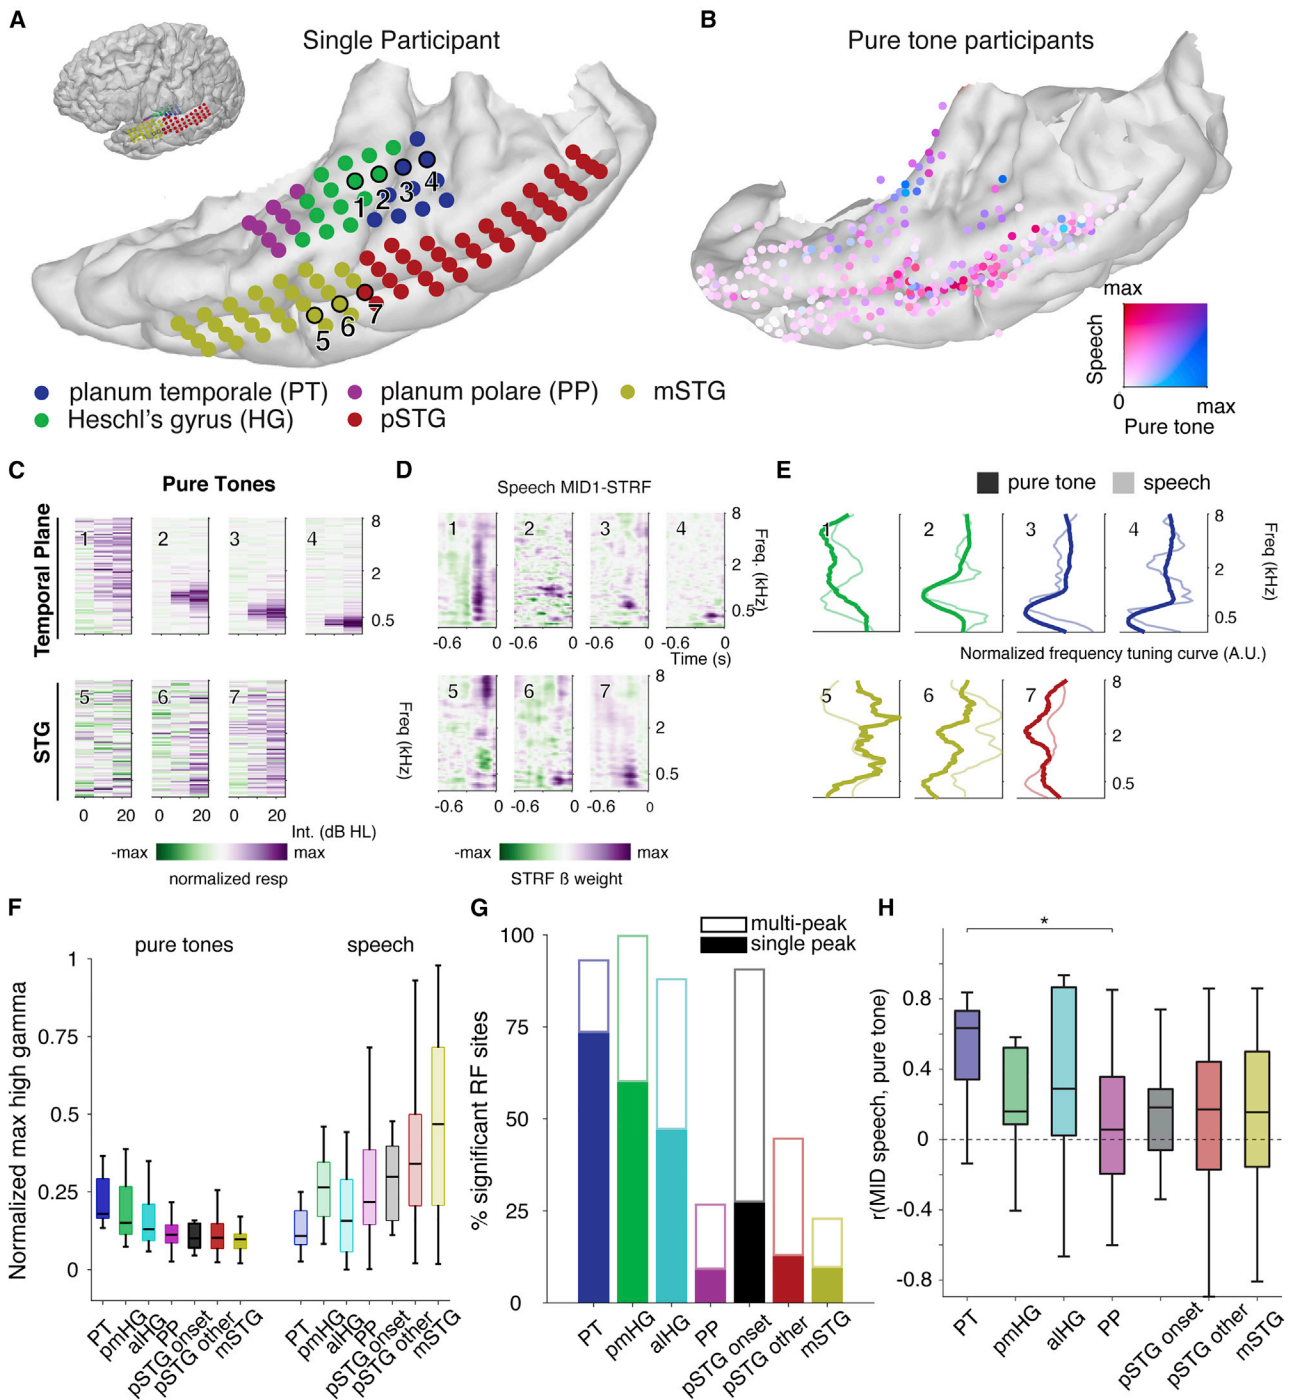 A
Single Participant
1
2
3
4
5
6
7
planum temporale (PT)
planum polare (PP)
mSTG
Heschl's gyrus (HG)
pSTG
B
Pure tone participants
max
Speech
0
max
Pure tone
C
Pure Tones
Temporal Plane
1
2
3
4
8
2
0.5
STG
5
6
7
0 20 0 20 0 20
Int. (dB HL)
-max
max
normalized resp
D
Speech MID1-STRF
1
2
3
4
8
2
0.5
Freq. (kHz)
-0.6 0 -0.6 0 -0.6 0 -0.6 0
Time (s)
Freq (kHz)
5
6
7
8
2
0.5
-0.6 0 -0.6 0 -0.6 0
-max
max
STRF ß weight
E
pure tone
speech
1
2
3
4
8
2
0.5
Freq (kHz)
Normalized frequency tuning curve (A.U.)
5
6
7
8
2
0.5
F
pure tones
speech
Normalized max high gamma
1
0.75
0.5
0.25
0
PT
pmHG
alHG
PP
pSTG onset
pSTG other
mSTG
PT
pmHG
alHG
PP
pSTG onset
pSTG other
mSTG
G
multi-peak
single peak
% significant RF sites
100
75
50
25
0
PT
pmHG
alHG
PP
pSTG onset
pSTG other
mSTG
H
*
r(MID speech, pure tone)
0.8
0.4
0
-0.4
-0.8
PT
pmHG
alHG
PP
pSTG onset
pSTG other
mSTG